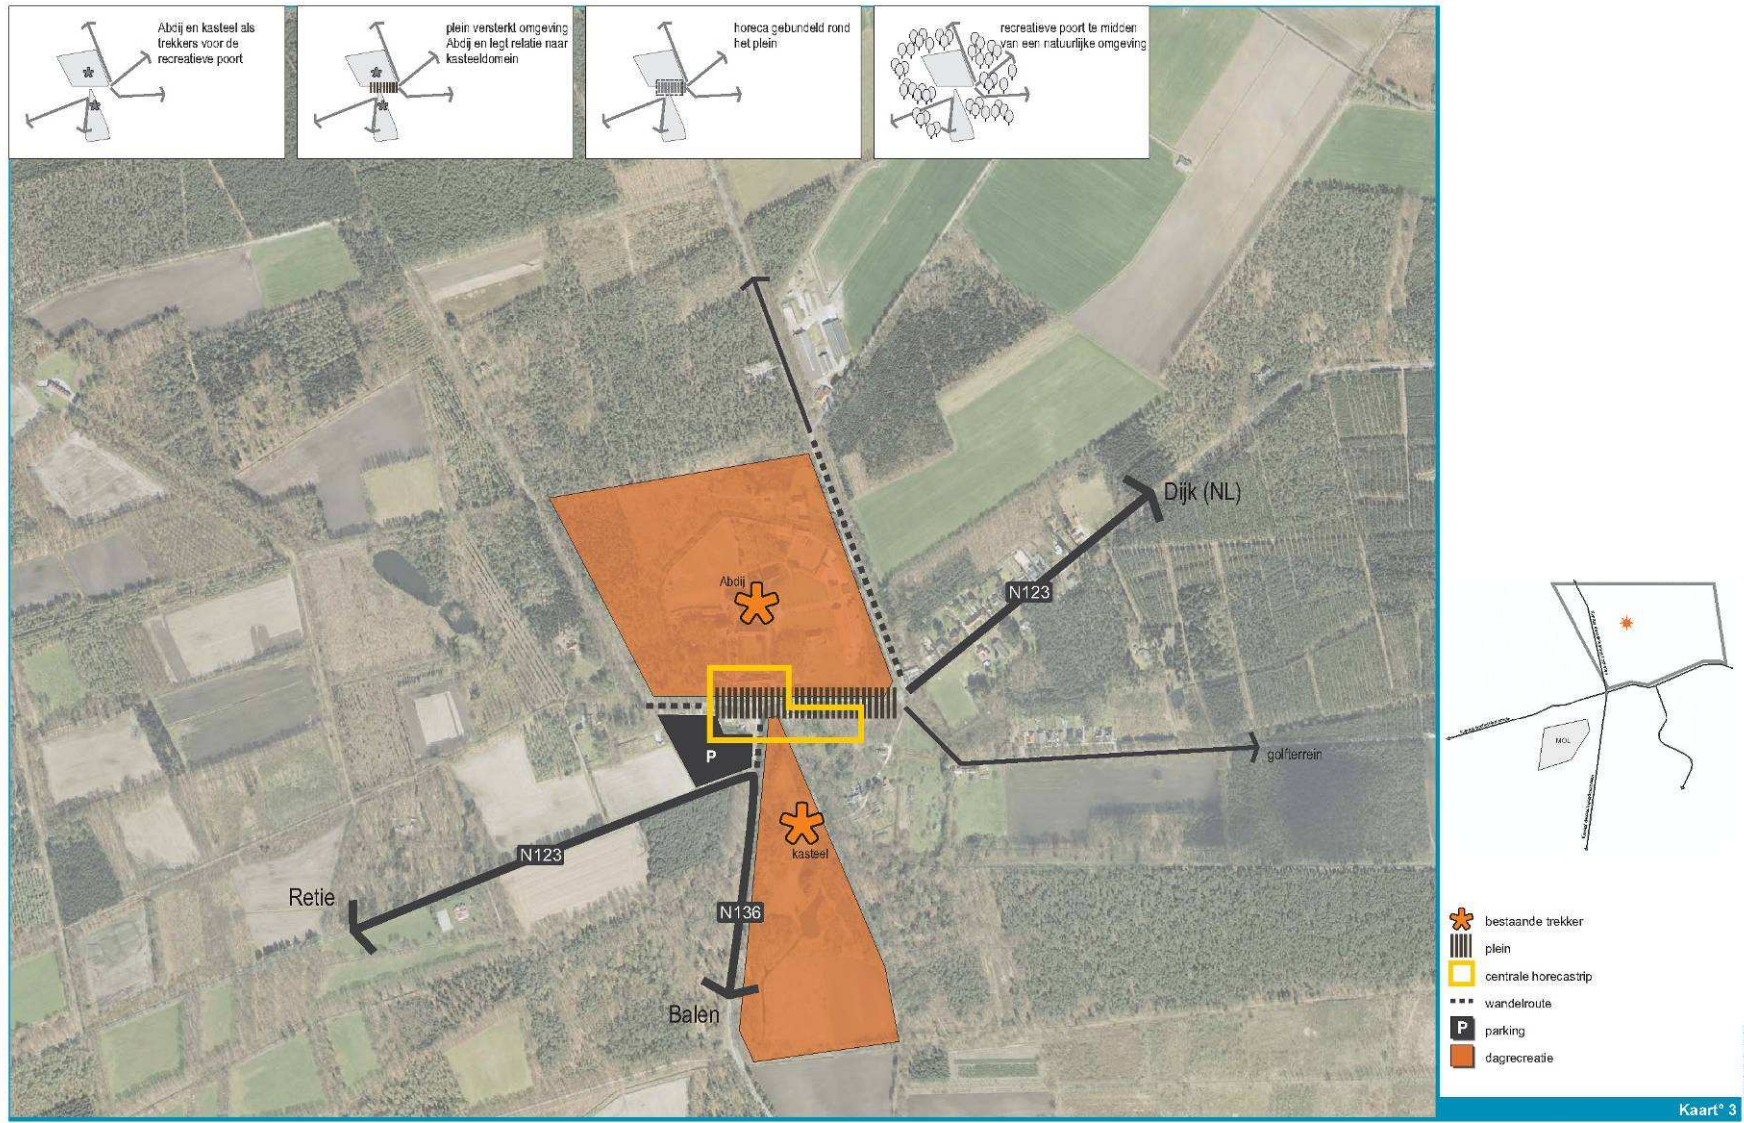 Abdij en kasteel als
trekkers voor de
recreatieve poort
plein versterkt omgeving
Abdij en legt relatie naar
kasteeldomein
horeca gebundeld rond
het plein
recreatieve poort te midden
van een natuurlijke omgeving
Dijk (NL)
Abdij
N123
golfterrein
P
kasteel
N123
Retie
N136
Balen
MOL
bestaande trekker
plein
centrale horecastrip
wandelroute
P parking
dagrecreatie
Kaart° 3